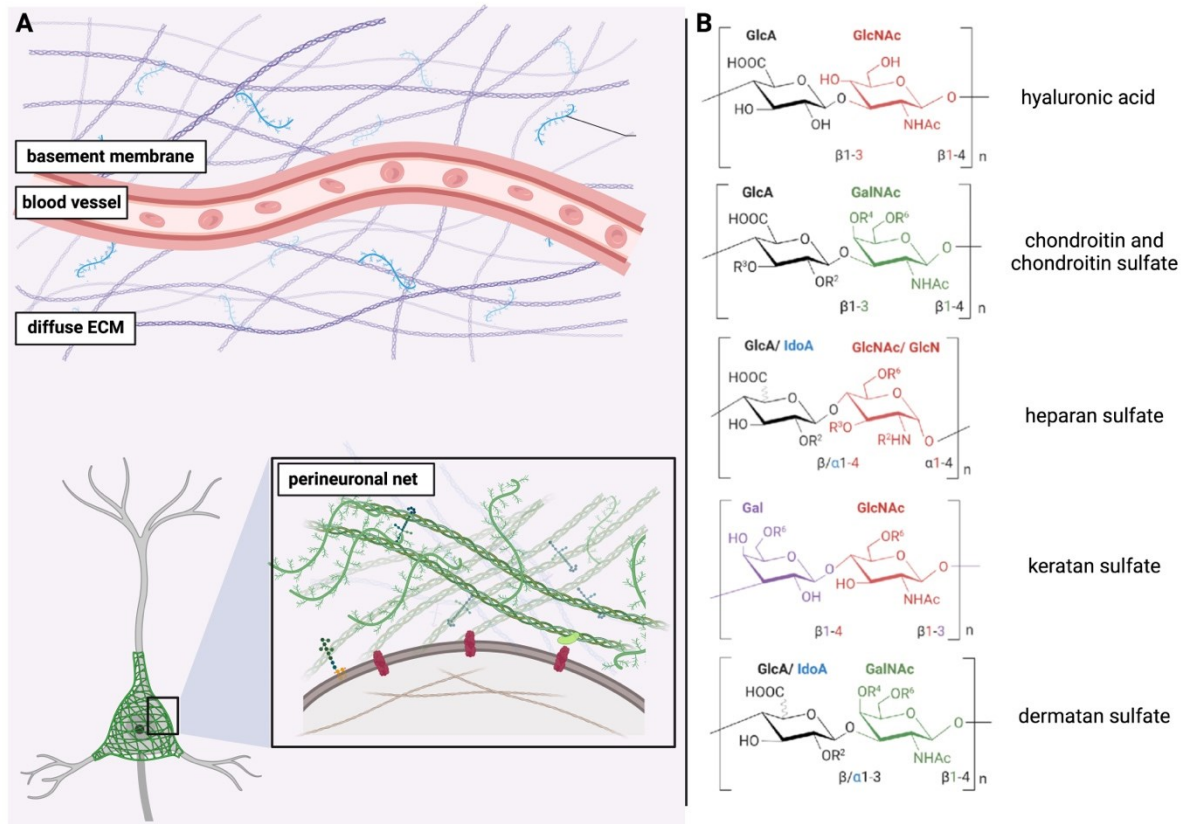 A
basement membrane
blood vessel
diffuse ECM
perineuronal net
B
GlcA GlcNAc
HOOC HO OH
HO O O O
HO OH NHAc
β1-3 β1-4 n
hyaluronic acid
GlcA GalNAc
HOOC OR⁴ OR⁶
O O O O
R³O OR² NHAc
β1-3 β1-4 n
chondroitin and
chondroitin sulfate
GlcA/ IdoA GlcNAc/ GlcN
HOOC OR⁶
O O O
HO OR² R³O R²HN O
β/α1-4 α1-4 n
heparan sulfate
Gal GlcNAc
HO OR⁶ OR⁶
O O O O
OH HO NHAc
β1-4 β1-3 n
keratan sulfate
GlcA/ IdoA GalNAc
HOOC OR⁴ OR⁶
O O O O
HO OR² NHAc
β/α1-3 β1-4 n
dermatan sulfate